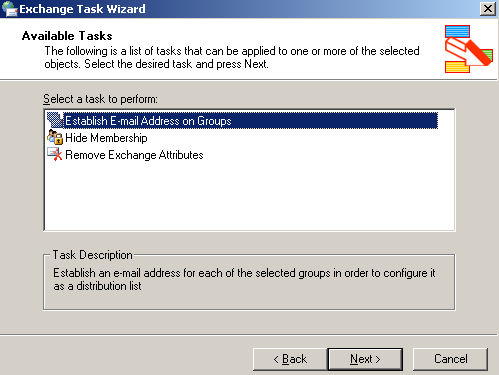 Exchange Task Wizard
Available Tasks
The following is a list of tasks that can be applied to one or more of the selected
objects. Select the desired task and press Next.
Select a task to perform:
Establish E-mail Address on Groups
Hide Membership
Remove Exchange Attributes
Task Description
Establish an e-mail address for each of the selected groups in order to configure it
as a distribution list
< Back Next > Cancel